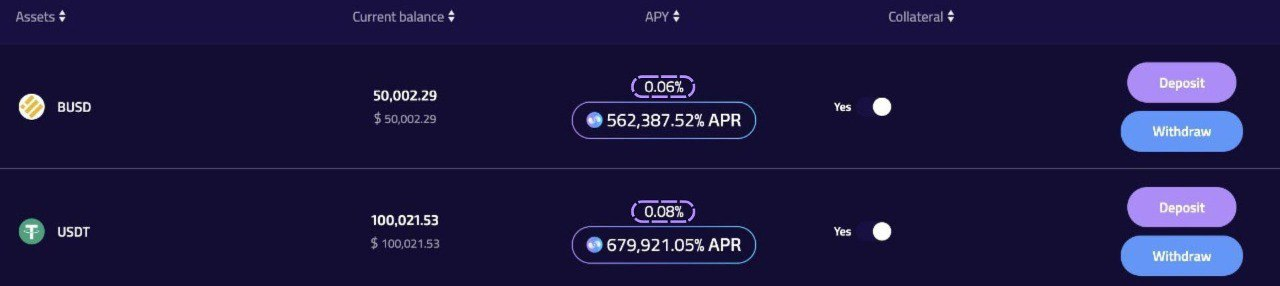 Assets Current balance APY Collateral
BUSD
50,002.29
$ 50,002.29
0.06%
562,387.52% APR
Yes
Deposit
Withdraw
USDT
100,021.53
$ 100,021.53
0.08%
679,921.05% APR
Yes
Deposit
Withdraw